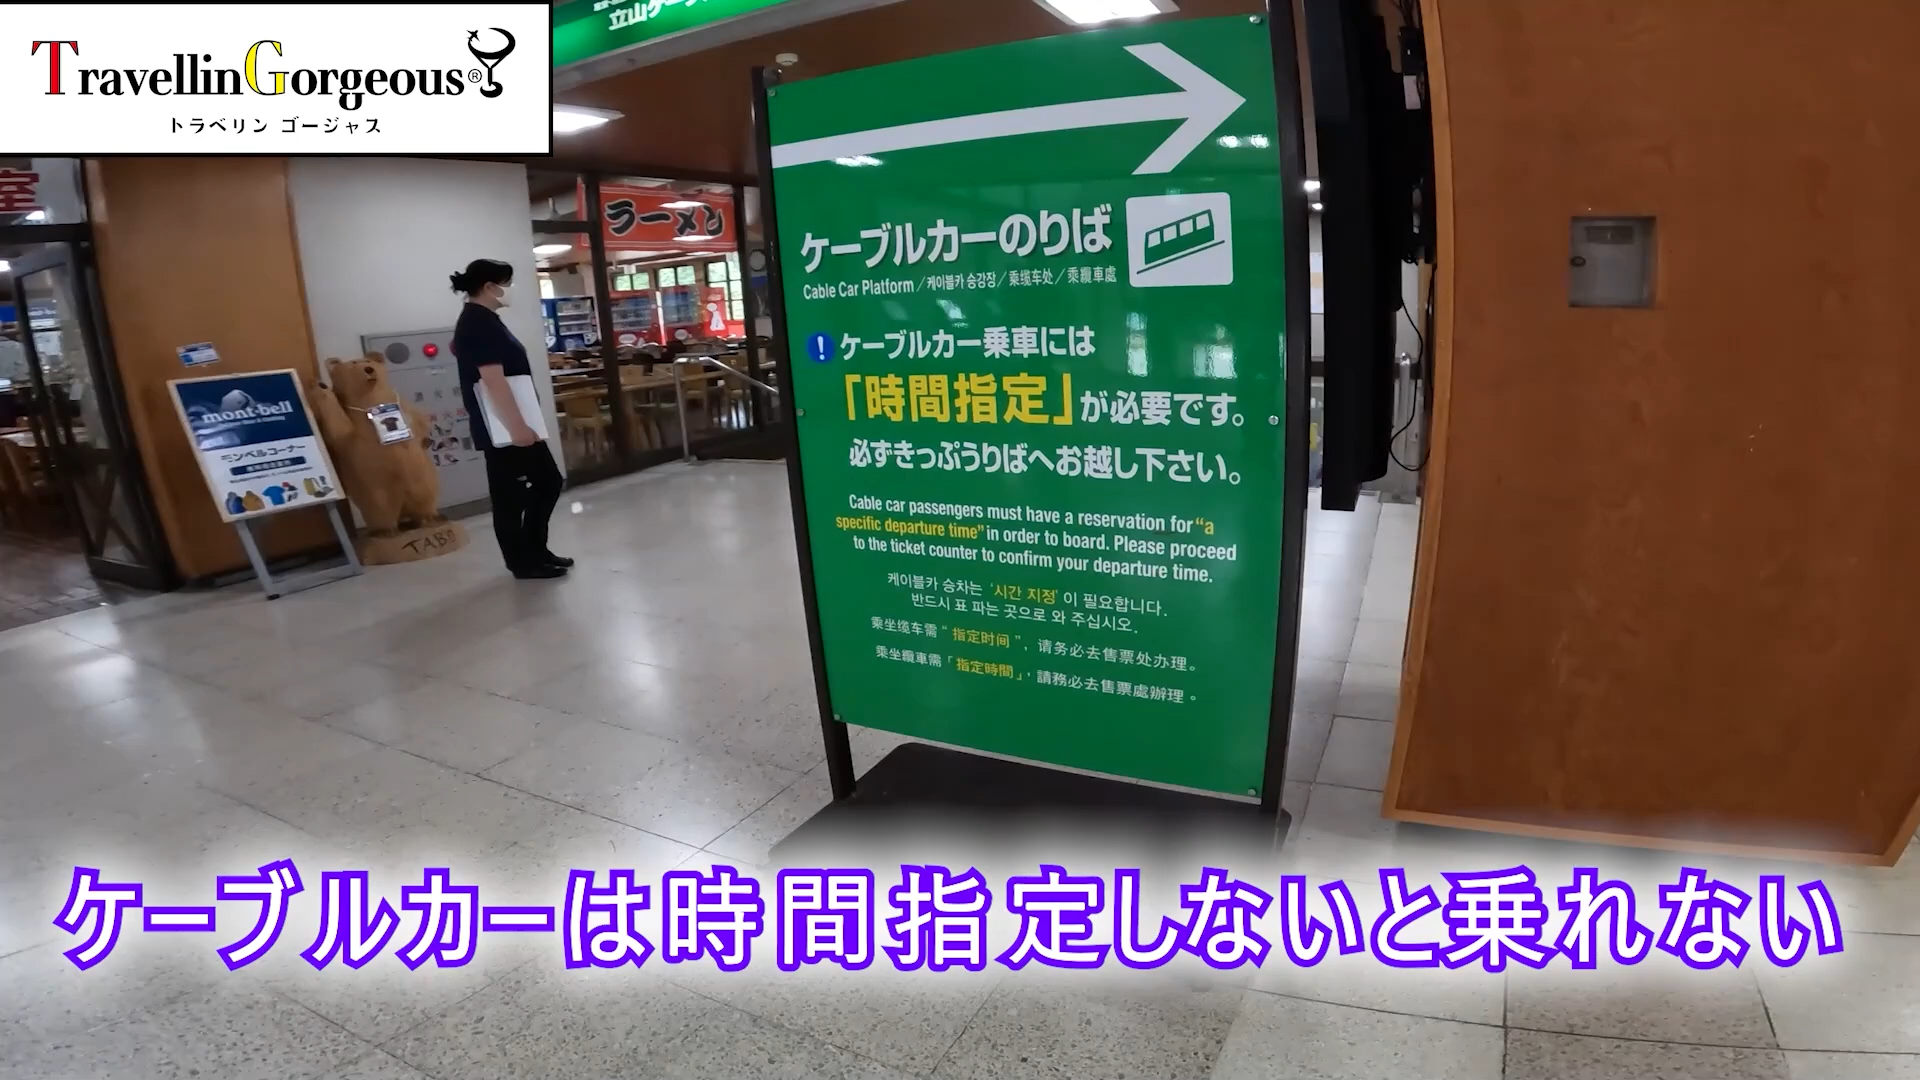 TravellinGorgeous®
トラベリン ゴージャス
立山ケーブル
室
ラーメン
ケーブルカーのりば
Cable Car Platform／케이블카 승강장／乘缆车处／乘纜車處
! ケーブルカー乗車には
「時間指定」が必要です。
必ずきっぷうりばへお越し下さい。
Cable car passengers must have a reservation for “a
specific departure time” in order to board. Please proceed
to the ticket counter to confirm your departure time.
케이블카 승차는 ‘시간 지정’ 이 필요합니다.
반드시 표 파는 곳으로 와 주십시오.
乘坐缆车需“指定时间”，请务必去售票处办理。
乘坐纜車需「指定時間」，請務必去售票處辦理。
mont-bell
モンベルコーナー
TABO
ケーブルカーは時間指定しないと乗れない